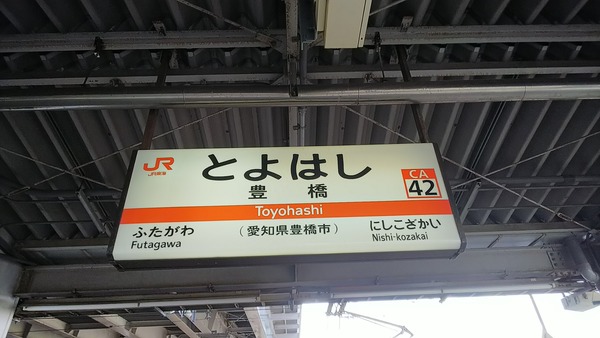 JR
JR東海
とよはし
豊橋
CA
42
Toyohashi
ふたがわ
Futagawa
(愛知県豊橋市)
にしこざかい
Nishi-kozakai